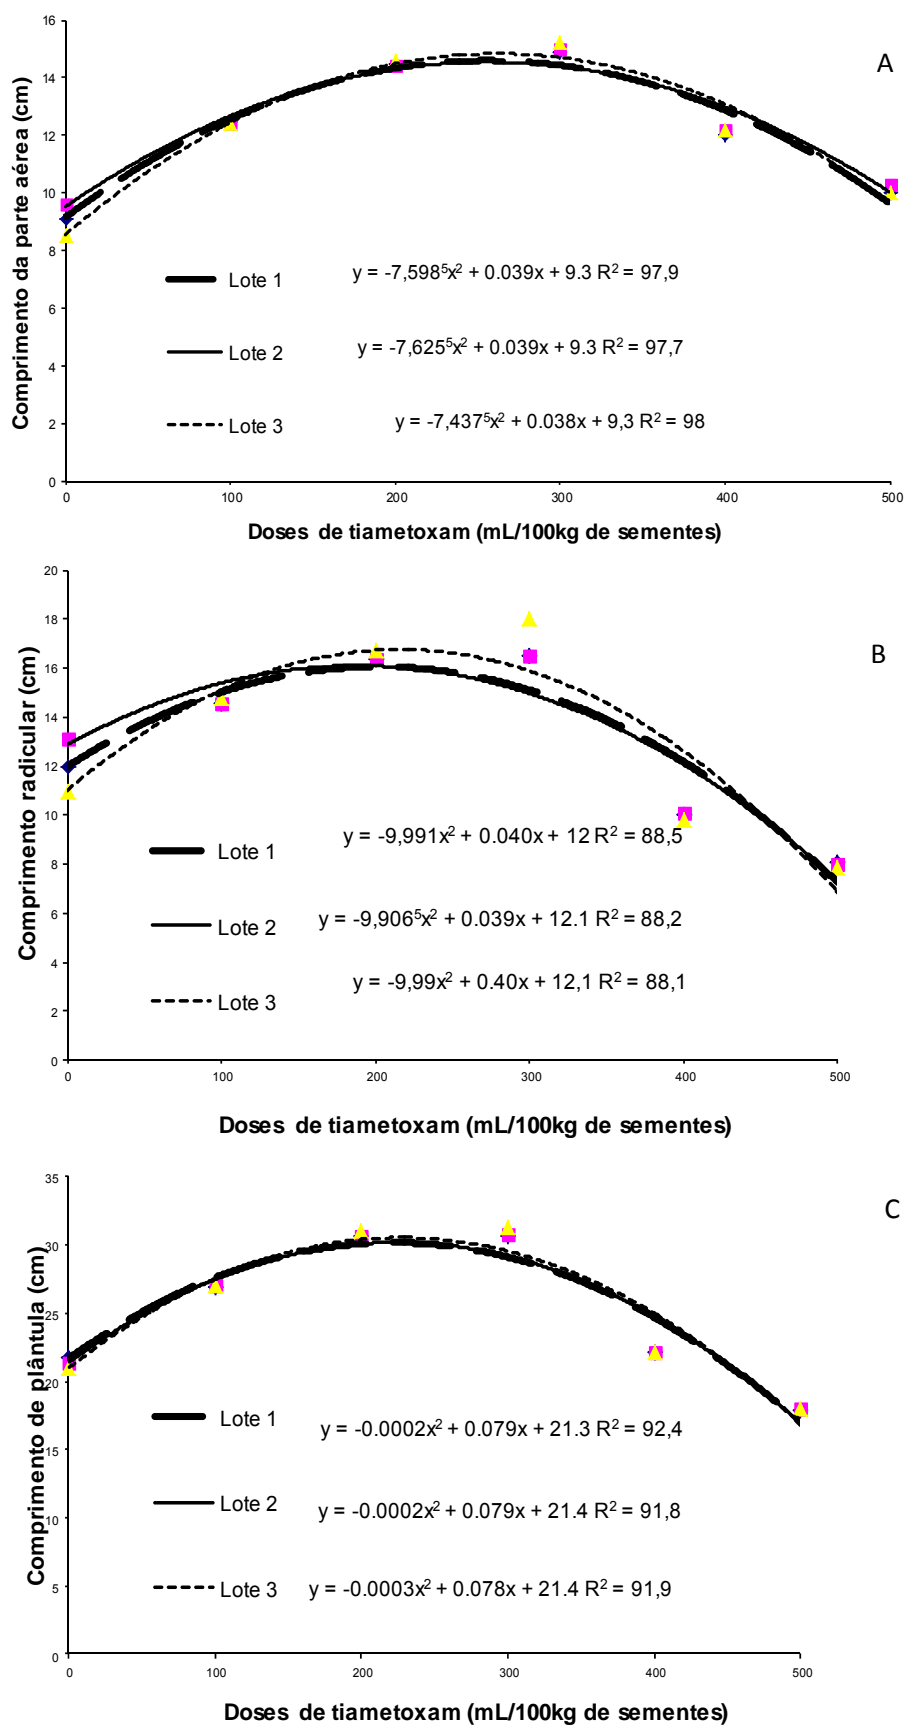 A
Comprimento da parte aérea (cm)
16
14
12
10
8
6
4
2
0
Lote 1 y = -7,598⁵x² + 0.039x + 9.3 R² = 97,9
Lote 2 y = -7,625⁵x² + 0.039x + 9.3 R² = 97,7
Lote 3 y = -7,437⁵x² + 0.038x + 9,3 R² = 98
0 100 200 300 400 500
Doses de tiametoxam (mL/100kg de sementes)
B
Comprimento radicular (cm)
20
18
16
14
12
10
8
6
4
2
0
Lote 1 y = -9,991x² + 0.040x + 12 R² = 88,5
Lote 2 y = -9,906⁵x² + 0.039x + 12.1 R² = 88,2
Lote 3 y = -9,99x² + 0.40x + 12,1 R² = 88,1
0 100 200 300 400 500
Doses de tiametoxam (mL/100kg de sementes)
C
Comprimento de plântula (cm)
35
30
25
20
15
10
5
0
Lote 1 y = -0.0002x² + 0.079x + 21.3 R² = 92,4
Lote 2 y = -0.0002x² + 0.079x + 21.4 R² = 91,8
Lote 3 y = -0.0003x² + 0.078x + 21.4 R² = 91,9
0 100 200 300 400 500
Doses de tiametoxam (mL/100kg de sementes)